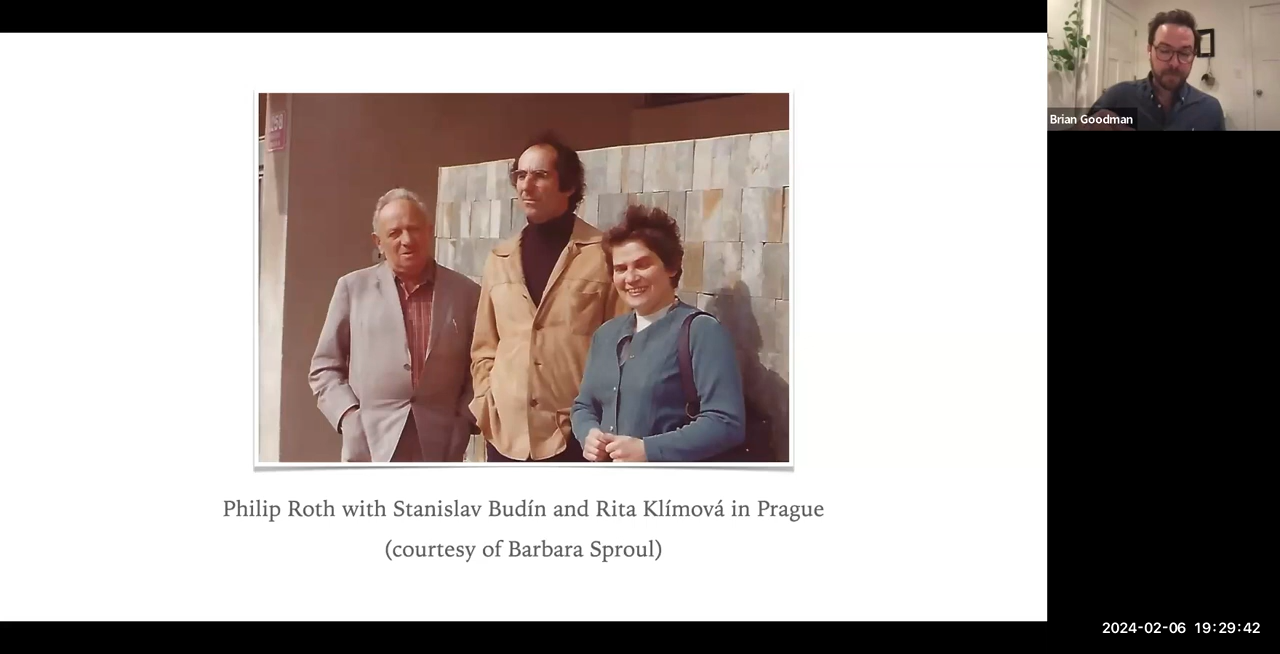 Brian Goodman
Philip Roth with Stanislav Budín and Rita Klímová in Prague
(courtesy of Barbara Sproul)
2024-02-06 19:29:42